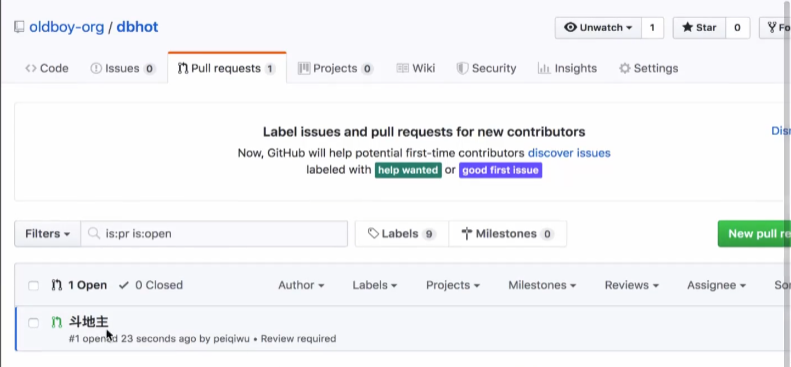 oldboy-org / dbhot
Unwatch 1 Star 0 Fo
Code Issues 0 Pull requests 1 Projects 0 Wiki Security Insights Settings
Label issues and pull requests for new contributors
Dis
Now, GitHub will help potential first-time contributors discover issues
labeled with help wanted or good first issue
Filters is:pr is:open Labels 9 Milestones 0 New pull re
1 Open 0 Closed Author Labels Projects Milestones Reviews Assignee Sor
斗地主
#1 opened 23 seconds ago by peiqiwu • Review required